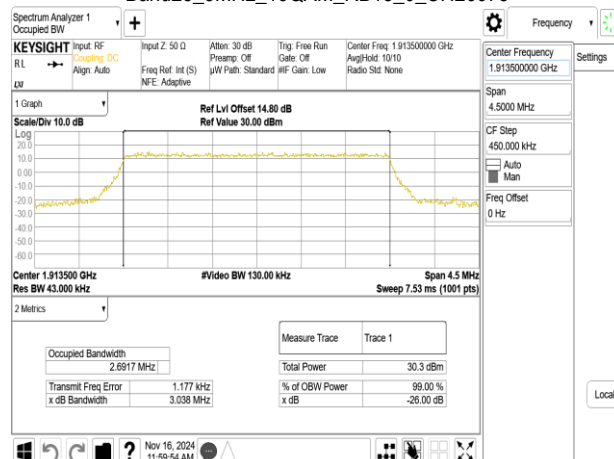 Spectrum Analyzer 1
Occupied BW
Frequency
Settings
KEYSIGHT
Input: RF
Input Z: 50 Ω
Atten: 30 dB
Trig: Free Run
Center Freq: 1.913500000 GHz
RL
Coupling: DC
Preamp: Off
Gate: Off
Avg|Hold: 10/10
Align: Auto
Freq Ref: Int (S)
µW Path: Standard
#IF Gain: Low
Radio Std: None
NFE: Adaptive
Center Frequency
1.913500000 GHz
Span
4.5000 MHz
CF Step
450.000 kHz
Auto
Man
Freq Offset
0 Hz
Local
1 Graph
Ref Lvl Offset 14.80 dB
Scale/Div 10.0 dB
Ref Value 30.00 dBm
Log
20.0
10.0
0.00
-10.0
-20.0
-30.0
-40.0
-50.0
-60.0
Center 1.913500 GHz
#Video BW 130.00 kHz
Span 4.5 MHz
Res BW 43.000 kHz
Sweep 7.53 ms (1001 pts)
2 Metrics
Measure Trace
Trace 1
Occupied Bandwidth
2.6917 MHz
Total Power
30.3 dBm
Transmit Freq Error
1.177 kHz
% of OBW Power
99.00 %
x dB Bandwidth
3.038 MHz
x dB
-26.00 dB
Nov 16, 2024
11:59:54 AM